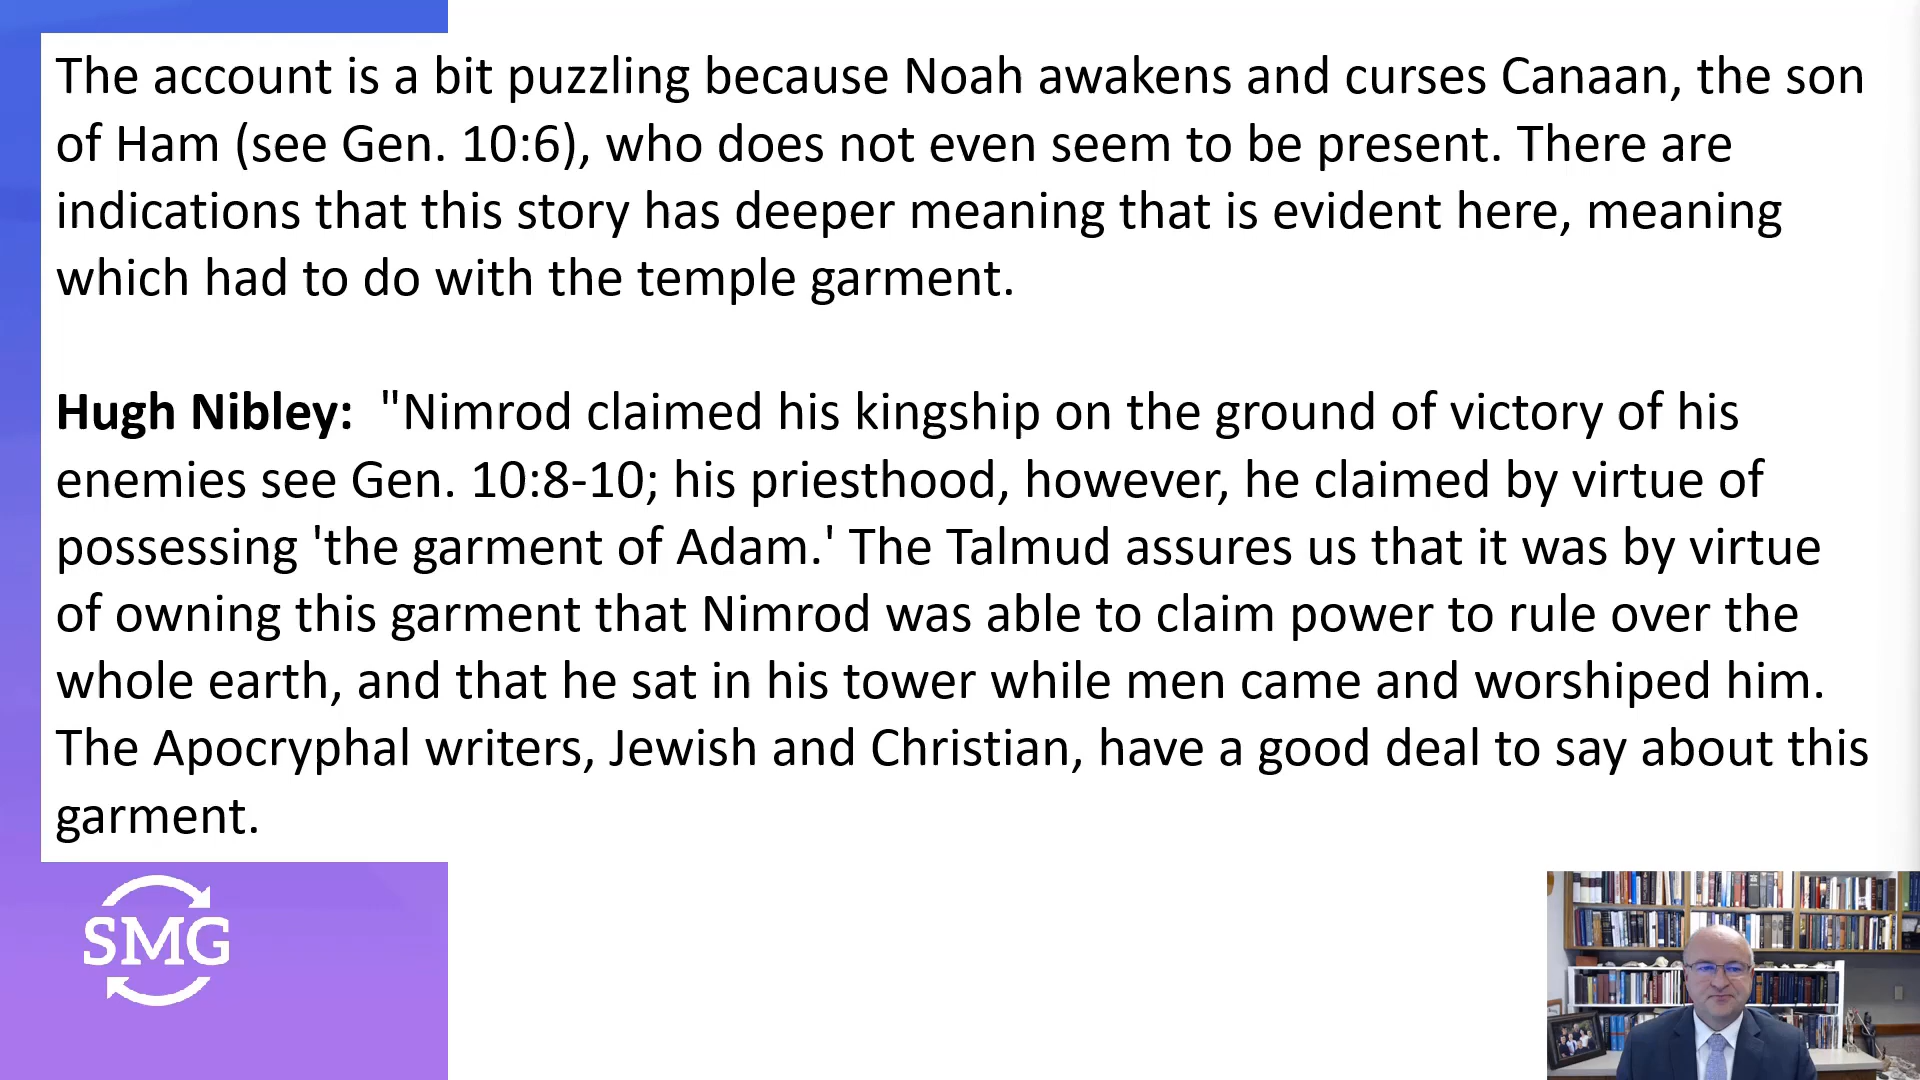 The account is a bit puzzling because Noah awakens and curses Canaan, the son
of Ham (see Gen. 10:6), who does not even seem to be present. There are
indications that this story has deeper meaning that is evident here, meaning
which had to do with the temple garment.
Hugh Nibley: "Nimrod claimed his kingship on the ground of victory of his
enemies see Gen. 10:8-10; his priesthood, however, he claimed by virtue of
possessing 'the garment of Adam.' The Talmud assures us that it was by virtue
of owning this garment that Nimrod was able to claim power to rule over the
whole earth, and that he sat in his tower while men came and worshiped him.
The Apocryphal writers, Jewish and Christian, have a good deal to say about this
garment.
SMG